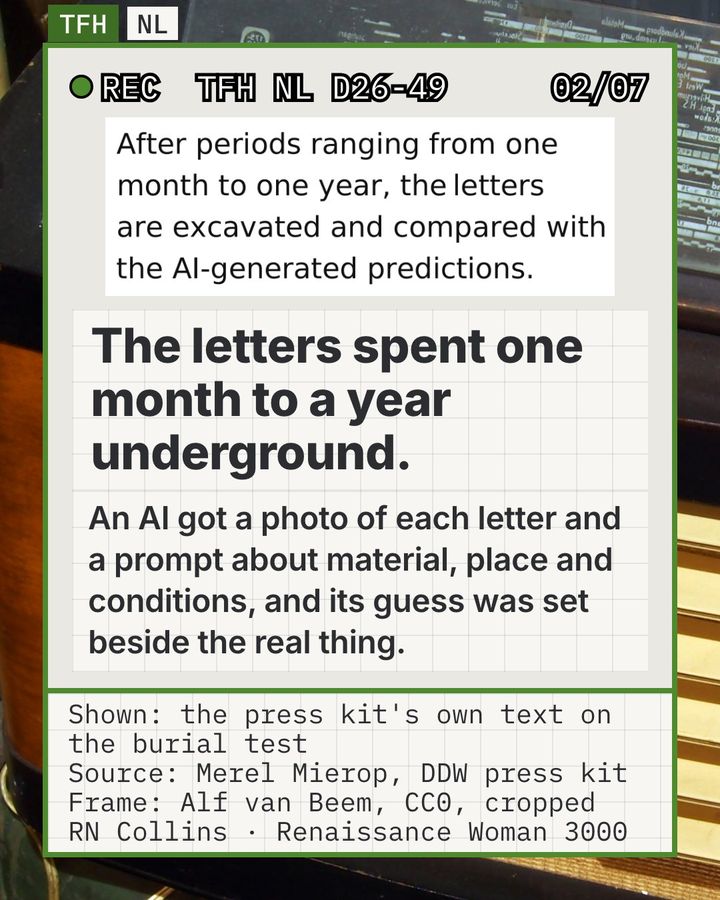 TFH NL
REC TFH NL D26-49 02/07
After periods ranging from one
month to one year, the letters
are excavated and compared with
the AI-generated predictions.
The letters spent one
month to a year
underground.
An AI got a photo of each letter and
a prompt about material, place and
conditions, and its guess was set
beside the real thing.
Shown: the press kit's own text on
the burial test
Source: Merel Mierop, DDW press kit
Frame: Alf van Beem, CC0, cropped
RN Collins · Renaissance Woman 3000